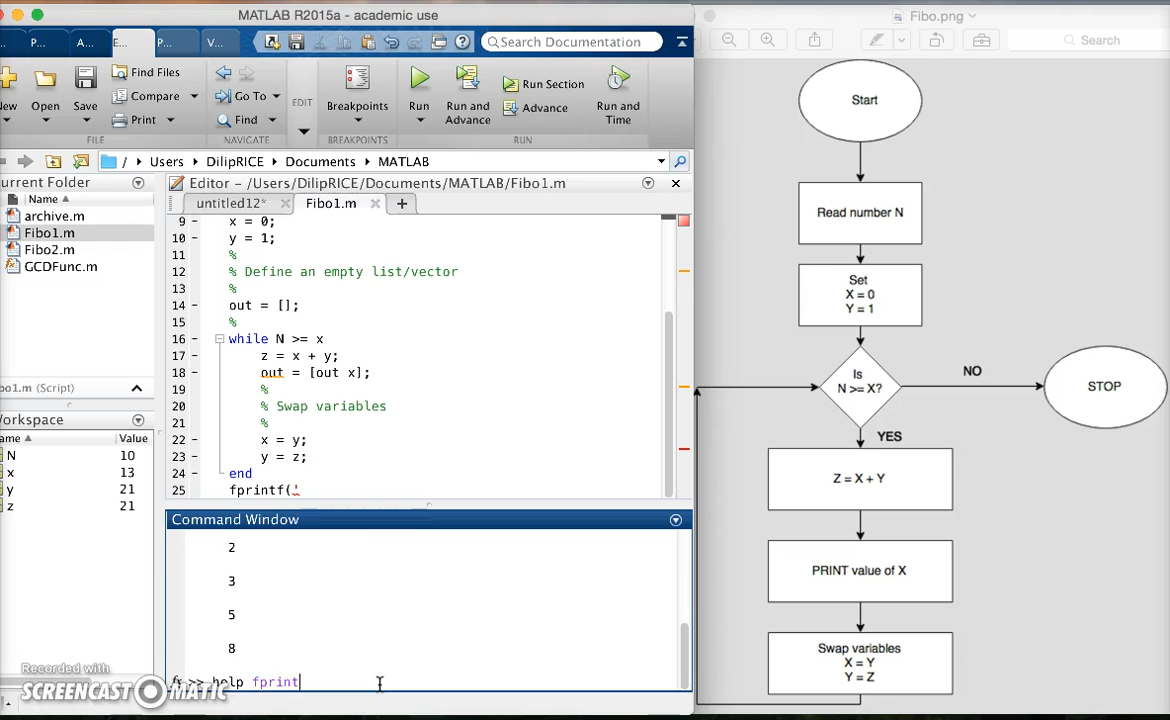 MATLAB R2015a - academic use
P...
A...
E...
P...
V...
Search Documentation
New
Open
Save
Find Files
Compare
Print
FILE
Go To
Find
NAVIGATE
EDIT
Breakpoints
BREAKPOINTS
Run
Run and
Advance
Run Section
Advance
Run and
Time
RUN
/ Users DilipRICE Documents MATLAB
urrent Folder
Name
archive.m
Fibo1.m
Fibo2.m
GCDFunc.m
bo1.m (Script)
Workspace
ame Value
N 10
x 13
y 21
z 21
Editor - /Users/DilipRICE/Documents/MATLAB/Fibo1.m
untitled12* Fibo1.m
9 - x = 0;
10 - y = 1;
11 %
12 % Define an empty list/vector
13 %
14 - out = [];
15 %
16 - while N >= x
17 - z = x + y;
18 - out = [out x];
19 %
20 % Swap variables
21 %
22 - x = y;
23 - y = z;
24 - end
25 fprintf('
Command Window
2
3
5
8
fx >> help fprint
Recorded with
SCREENCAST MATIC
Fibo.png
Search
Start
Read number N
Set
X = 0
Y = 1
Is
N >= X?
NO
STOP
YES
Z = X + Y
PRINT value of X
Swap variables
X = Y
Y = Z